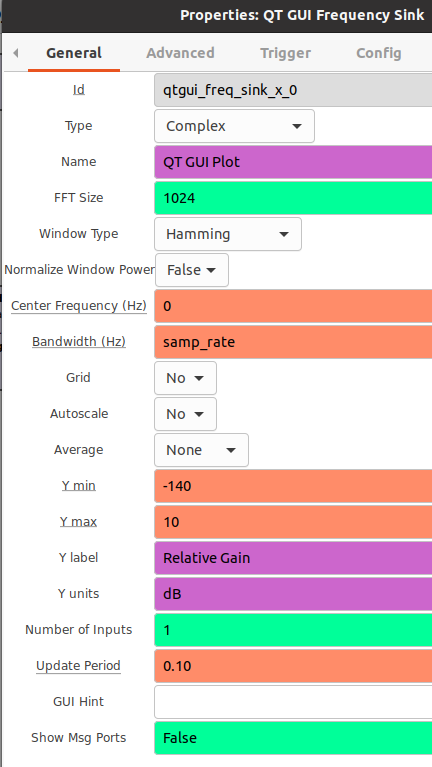 Properties: QT GUI Frequency Sink
General Advanced Trigger Config
Id qtgui_freq_sink_x_0
Type Complex
Name QT GUI Plot
FFT Size 1024
Window Type Hamming
Normalize Window Power False
Center Frequency (Hz) 0
Bandwidth (Hz) samp_rate
Grid No
Autoscale No
Average None
Y min -140
Y max 10
Y label Relative Gain
Y units dB
Number of Inputs 1
Update Period 0.10
GUI Hint
Show Msg Ports False